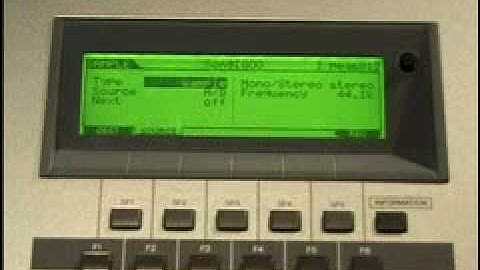 SAMPLE
Type
Mono/Stereo stereo
Source A/D
Frequency 44.1k
Next off
SF1 SF2 SF3 SF4 SF5 INFORMATION
F1 F2 F3 F4 F5 F6